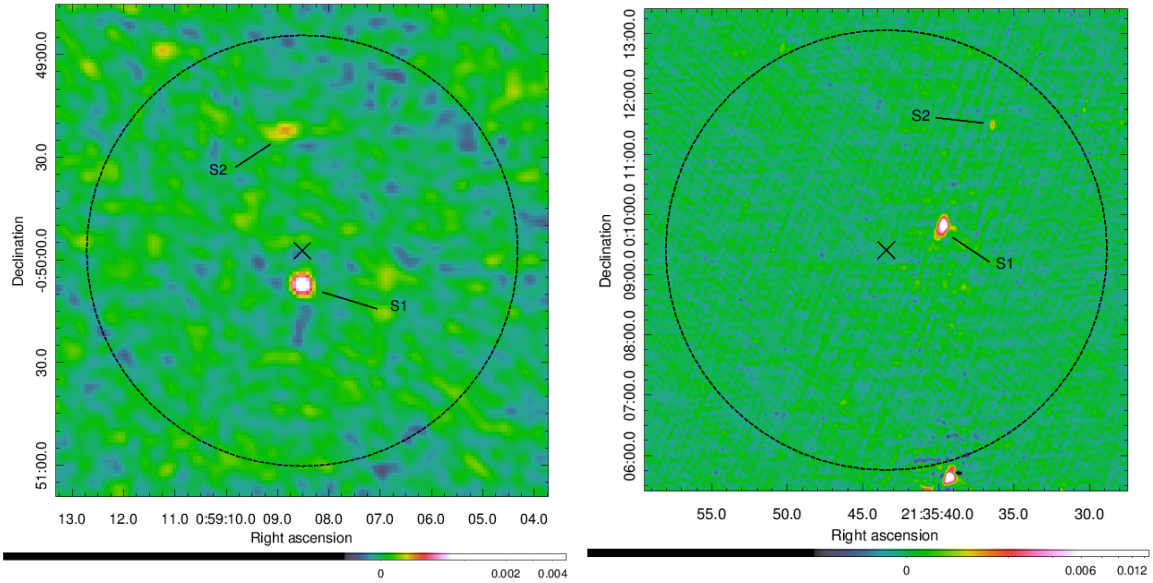 49:00.0
30.0
-0:50:00.0
30.0
51:00.0
Declination
S2
S1
13.0 12.0 11.0 0:59:10.0 09.0 08.0 07.0 06.0 05.0 04.0
Right ascension
0 0.002 0.004
13:00.0
12:00.0
11:00.0
0:10:00.0
09:00.0
08:00.0
07:00.0
06:00.0
Declination
S2
S1
55.0 50.0 45.0 21:35:40.0 35.0 30.0
Right ascension
0 0.006 0.012